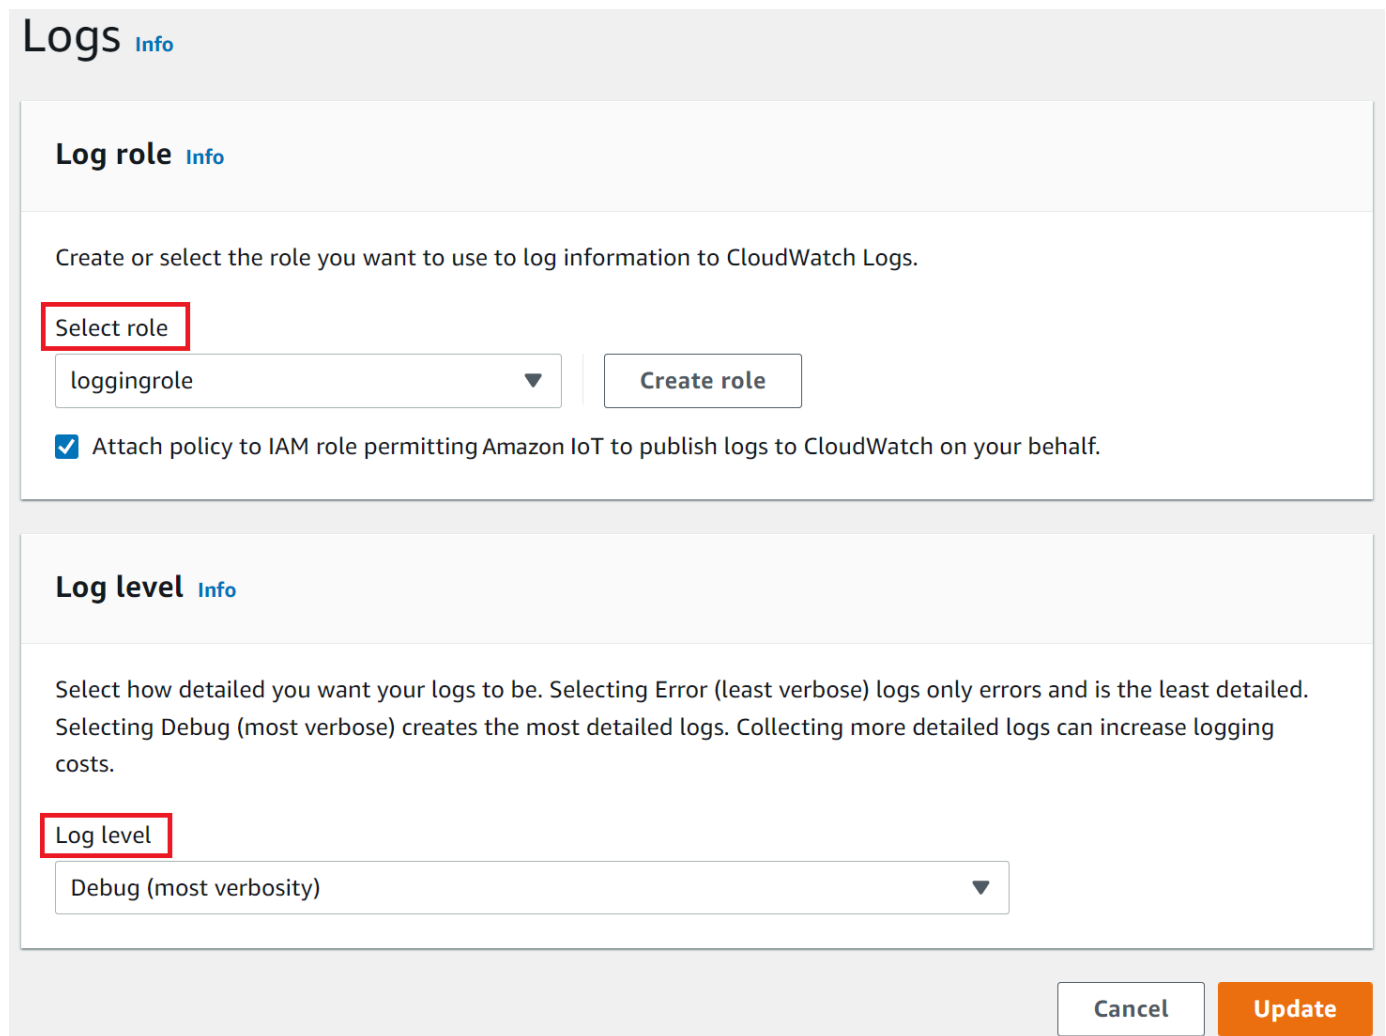 Logs Info
Log role Info
Create or select the role you want to use to log information to CloudWatch Logs.
Select role
loggingrole
Create role
Attach policy to IAM role permitting Amazon IoT to publish logs to CloudWatch on your behalf.
Log level Info
Select how detailed you want your logs to be. Selecting Error (least verbose) logs only errors and is the least detailed.
Selecting Debug (most verbose) creates the most detailed logs. Collecting more detailed logs can increase logging
costs.
Log level
Debug (most verbosity)
Cancel
Update